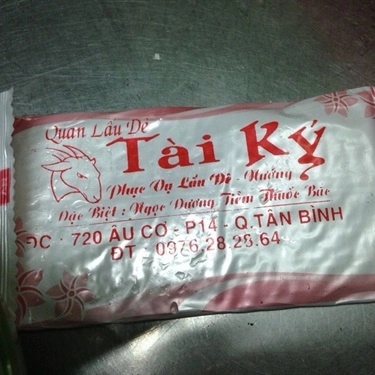 Quán Lẩu Dê
Tài Ký
Phục Vụ Lẩu Dê - Nướng
Đặc Biệt : Ngọc Dương Tiềm Thuốc Bắc
ĐC : 720 ÂU CƠ - P14 - Q.TÂN BÌNH
ĐT : 0976.28.28.64